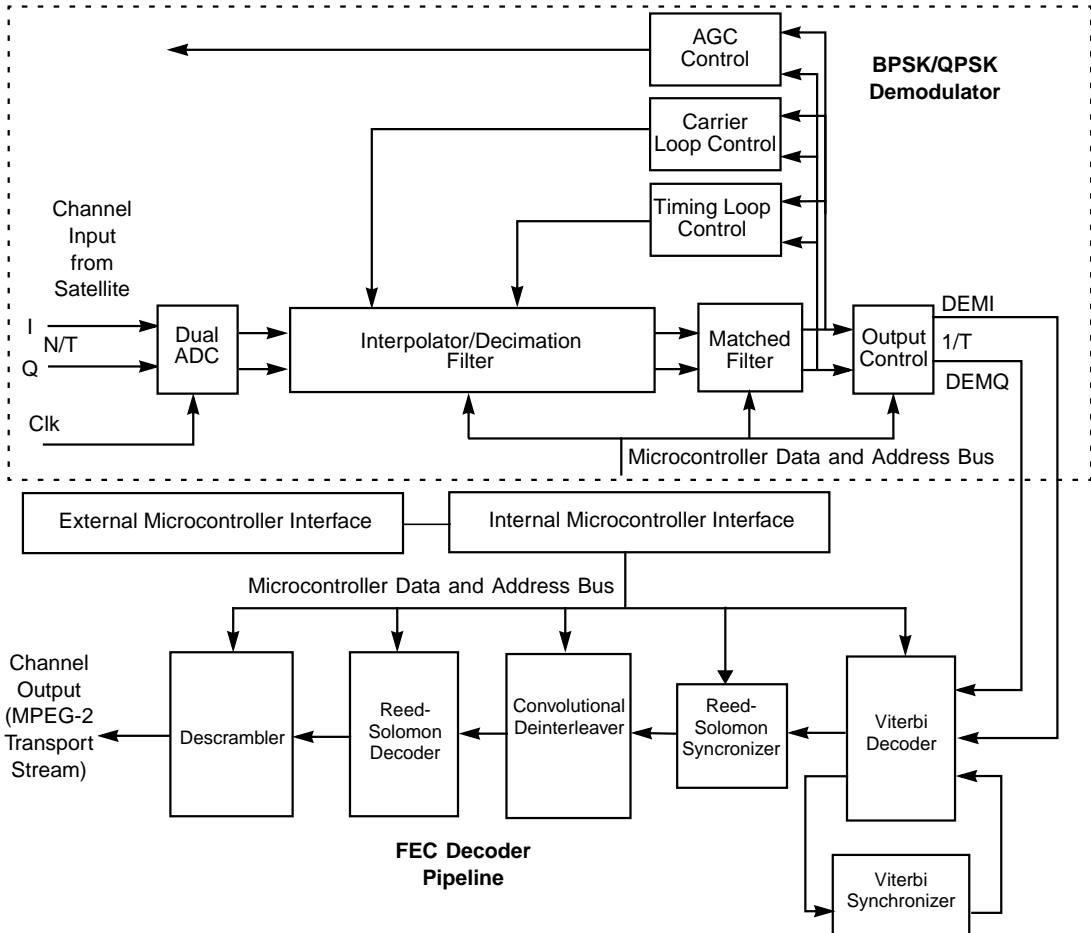 AGC
Control
BPSK/QPSK
Demodulator
Carrier
Loop Control
Timing Loop
Control
Channel
Input
from
Satellite
I
N/T
Q
Clk
Dual
ADC
Interpolator/Decimation
Filter
Matched
Filter
Output
Control
DEMI
1/T
DEMQ
Microcontroller Data and Address Bus
External Microcontroller Interface
Internal Microcontroller Interface
Microcontroller Data and Address Bus
Channel
Output
(MPEG-2
Transport
Stream)
Descrambler
Reed-
Solomon
Decoder
Convolutional
Deinterleaver
Reed-
Solomon
Syncronizer
Viterbi
Decoder
FEC Decoder
Pipeline
Viterbi
Synchronizer